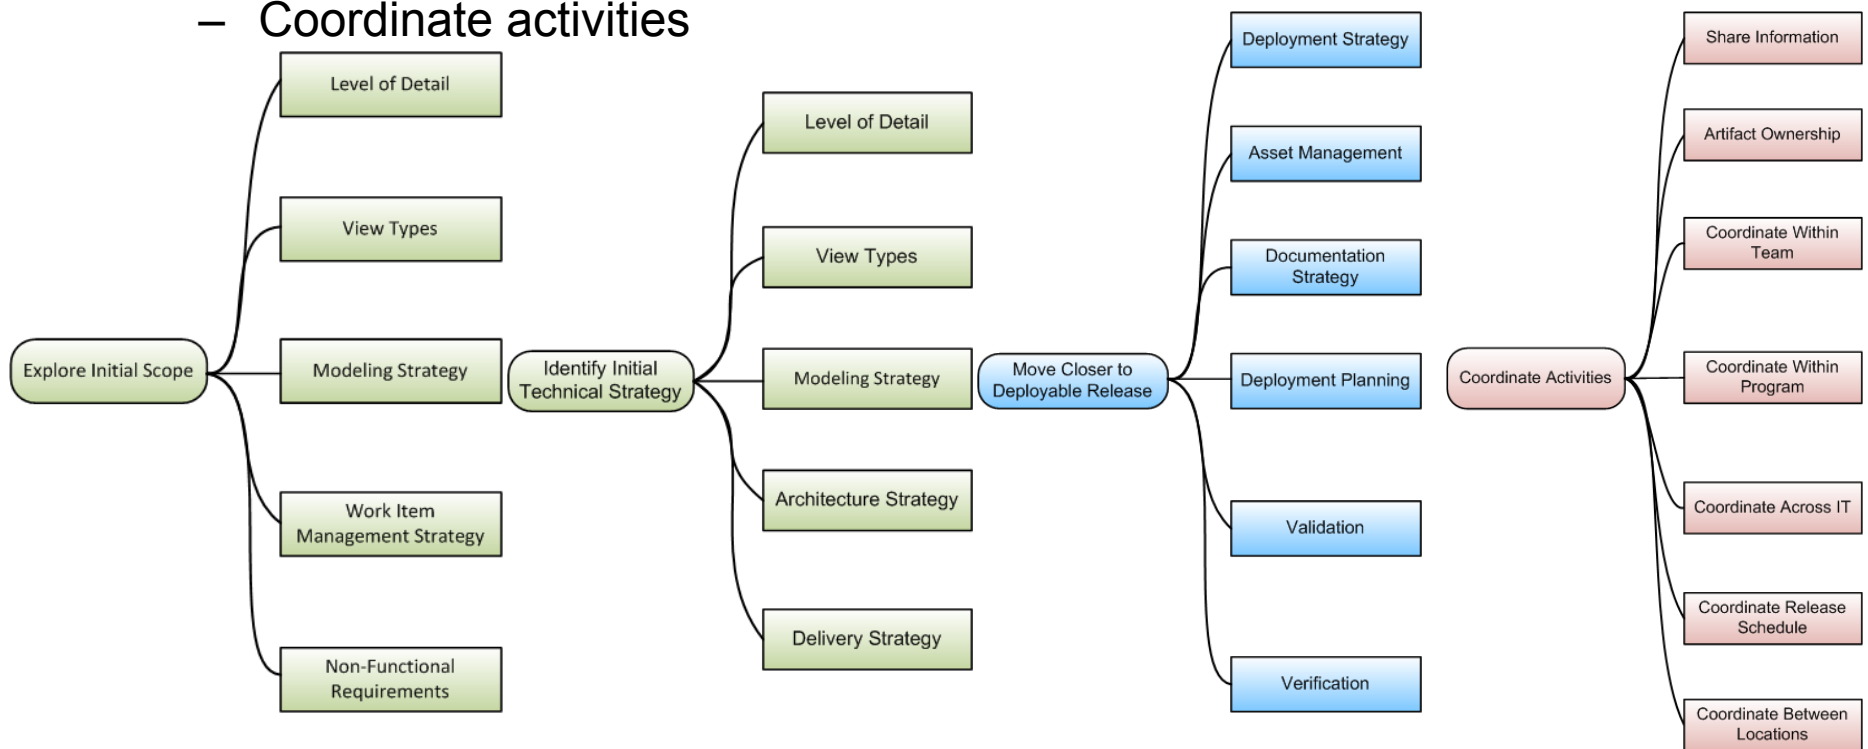 – Coordinate activities
Explore Initial Scope
Level of Detail
View Types
Modeling Strategy
Work Item
Management Strategy
Non-Functional
Requirements
Identify Initial
Technical Strategy
Level of Detail
View Types
Modeling Strategy
Architecture Strategy
Delivery Strategy
Move Closer to
Deployable Release
Deployment Strategy
Asset Management
Documentation
Strategy
Deployment Planning
Validation
Verification
Coordinate Activities
Share Information
Artifact Ownership
Coordinate Within
Team
Coordinate Within
Program
Coordinate Across IT
Coordinate Release
Schedule
Coordinate Between
Locations